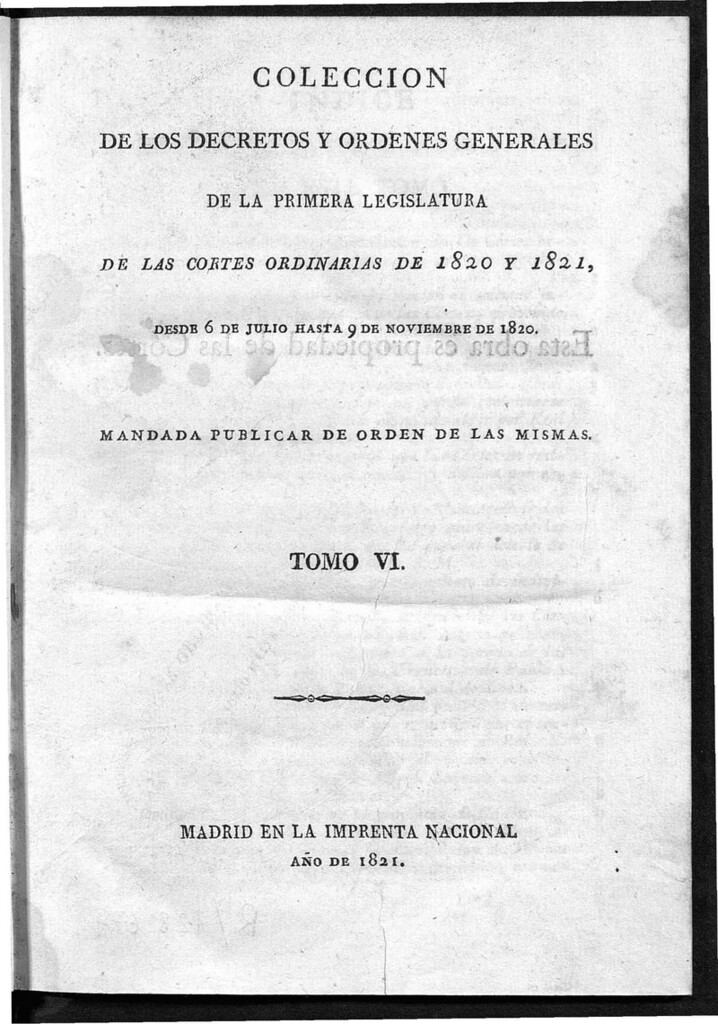 COLECCION
DE LOS DECRETOS Y ORDENES GENERALES
DE LA PRIMERA LEGISLATURA
DE LAS CORTES ORDINARIAS DE 1820 Y 1821,
DESDE 6 DE JULIO HASTA 9 DE NOVIEMBRE DE 1820.
Esta obra es propiedad de las Córtes.
MANDADA PUBLICAR DE ORDEN DE LAS MISMAS.
TOMO VI.
MADRID EN LA IMPRENTA NACIONAL
AÑO DE 1821.